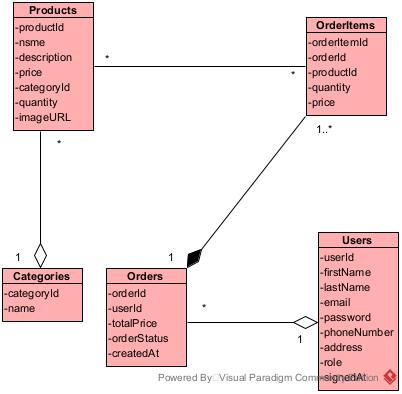 Products
-productId
-nsme
-description
-price
-categoryId
-quantity
-imageURL
*
*
OrderItems
-orderItemId
-orderId
-productId
-quantity
-price
*
1..*
1
1
Categories
-categoryId
-name
Orders
-orderId
-userId
-totalPrice
-orderStatus
-createdAt
*
1
Users
-userId
-firstName
-lastName
-email
-password
-phoneNumber
-address
-role
-signedAt
Powered By Visual Paradigm Community Edition